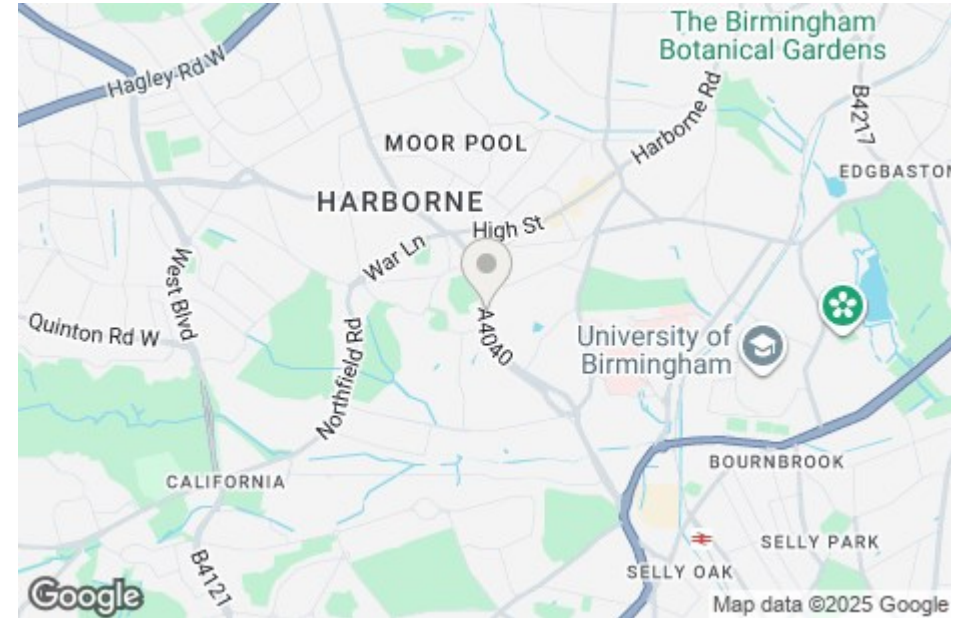 The Birmingham
Botanical Gardens
Hagley Rd W
Harborne Rd
B4217
MOOR POOL
EDGBASTON
HARBORNE
High St
War Ln
West Blvd
Quinton Rd W
Northfield Rd
A4040
University of
Birmingham
BOURNBROOK
CALIFORNIA
SELLY PARK
SELLY OAK
B4121
Google
Map data ©2025 Google